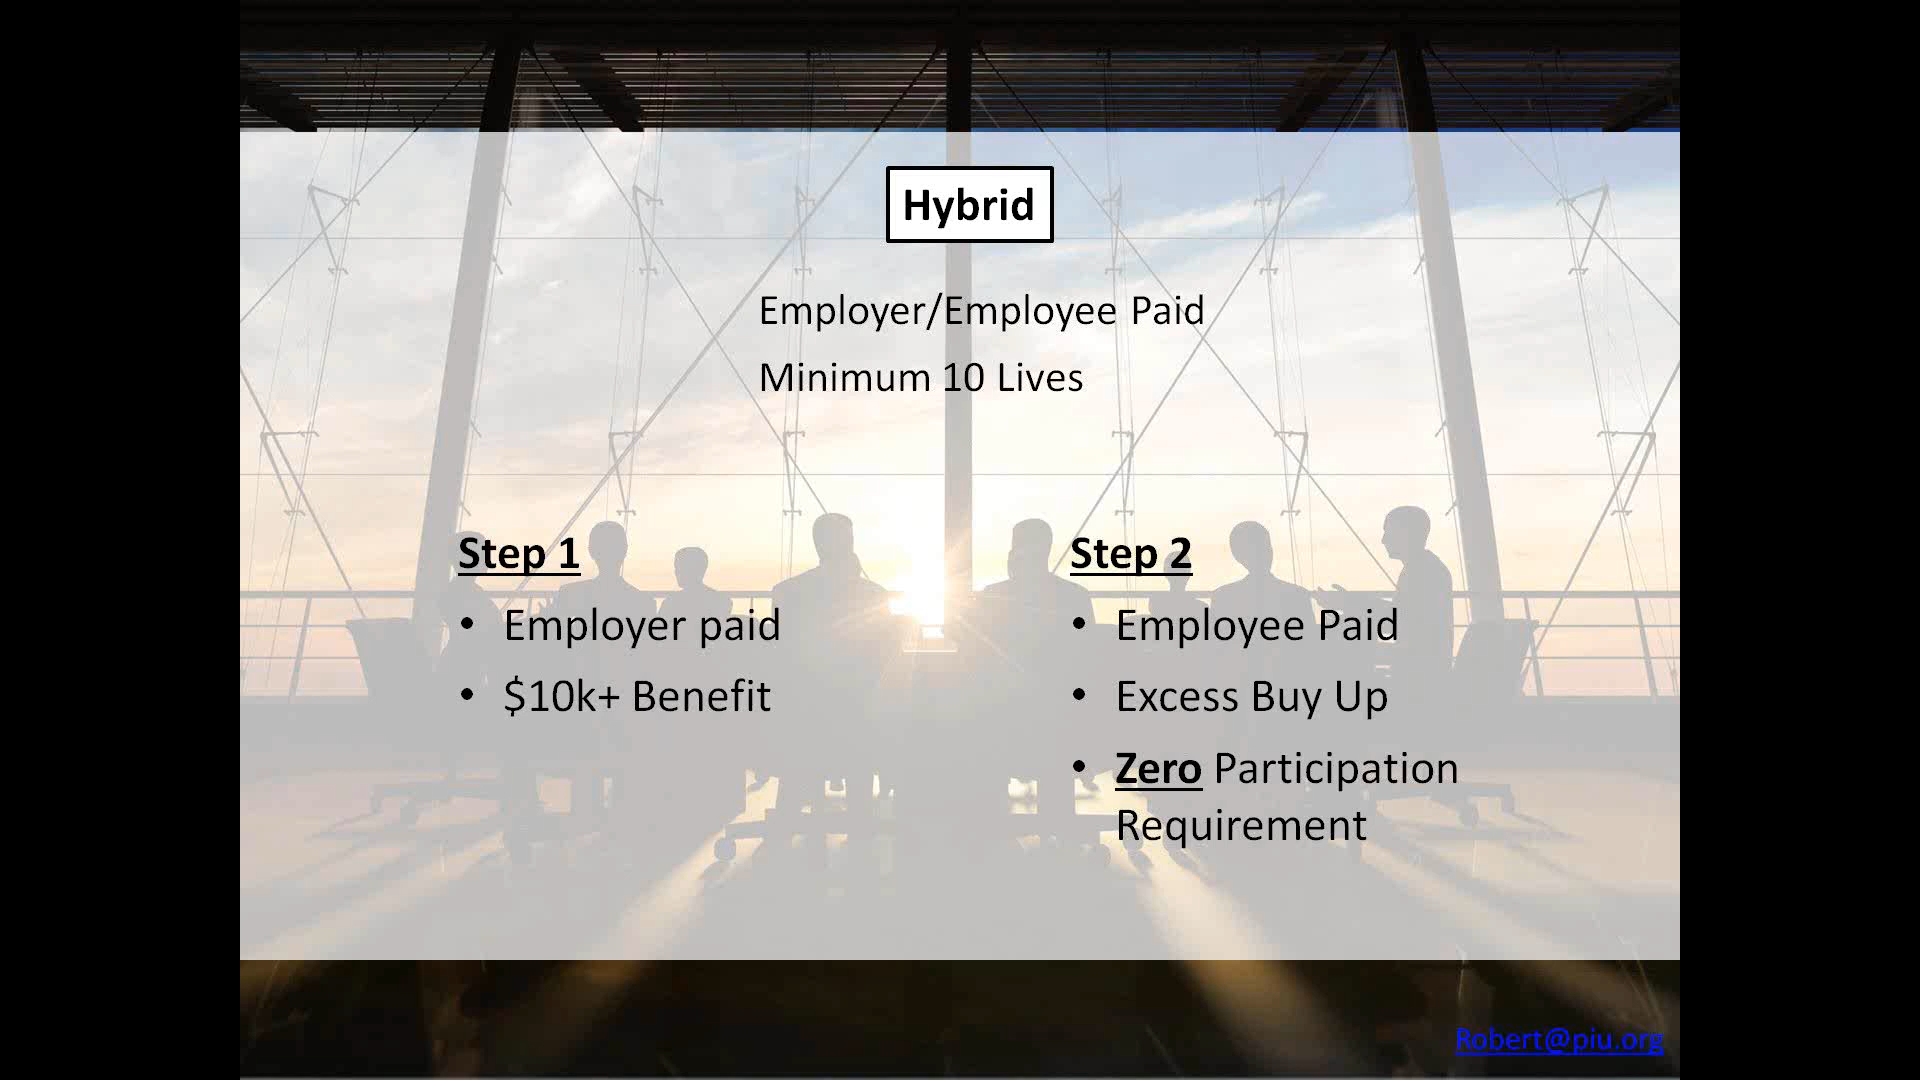 Hybrid
Employer/Employee Paid
Minimum 10 Lives
Step 1
• Employer paid
• $10k+ Benefit
Step 2
• Employee Paid
• Excess Buy Up
• Zero Participation
Requirement
Robert@piu.org